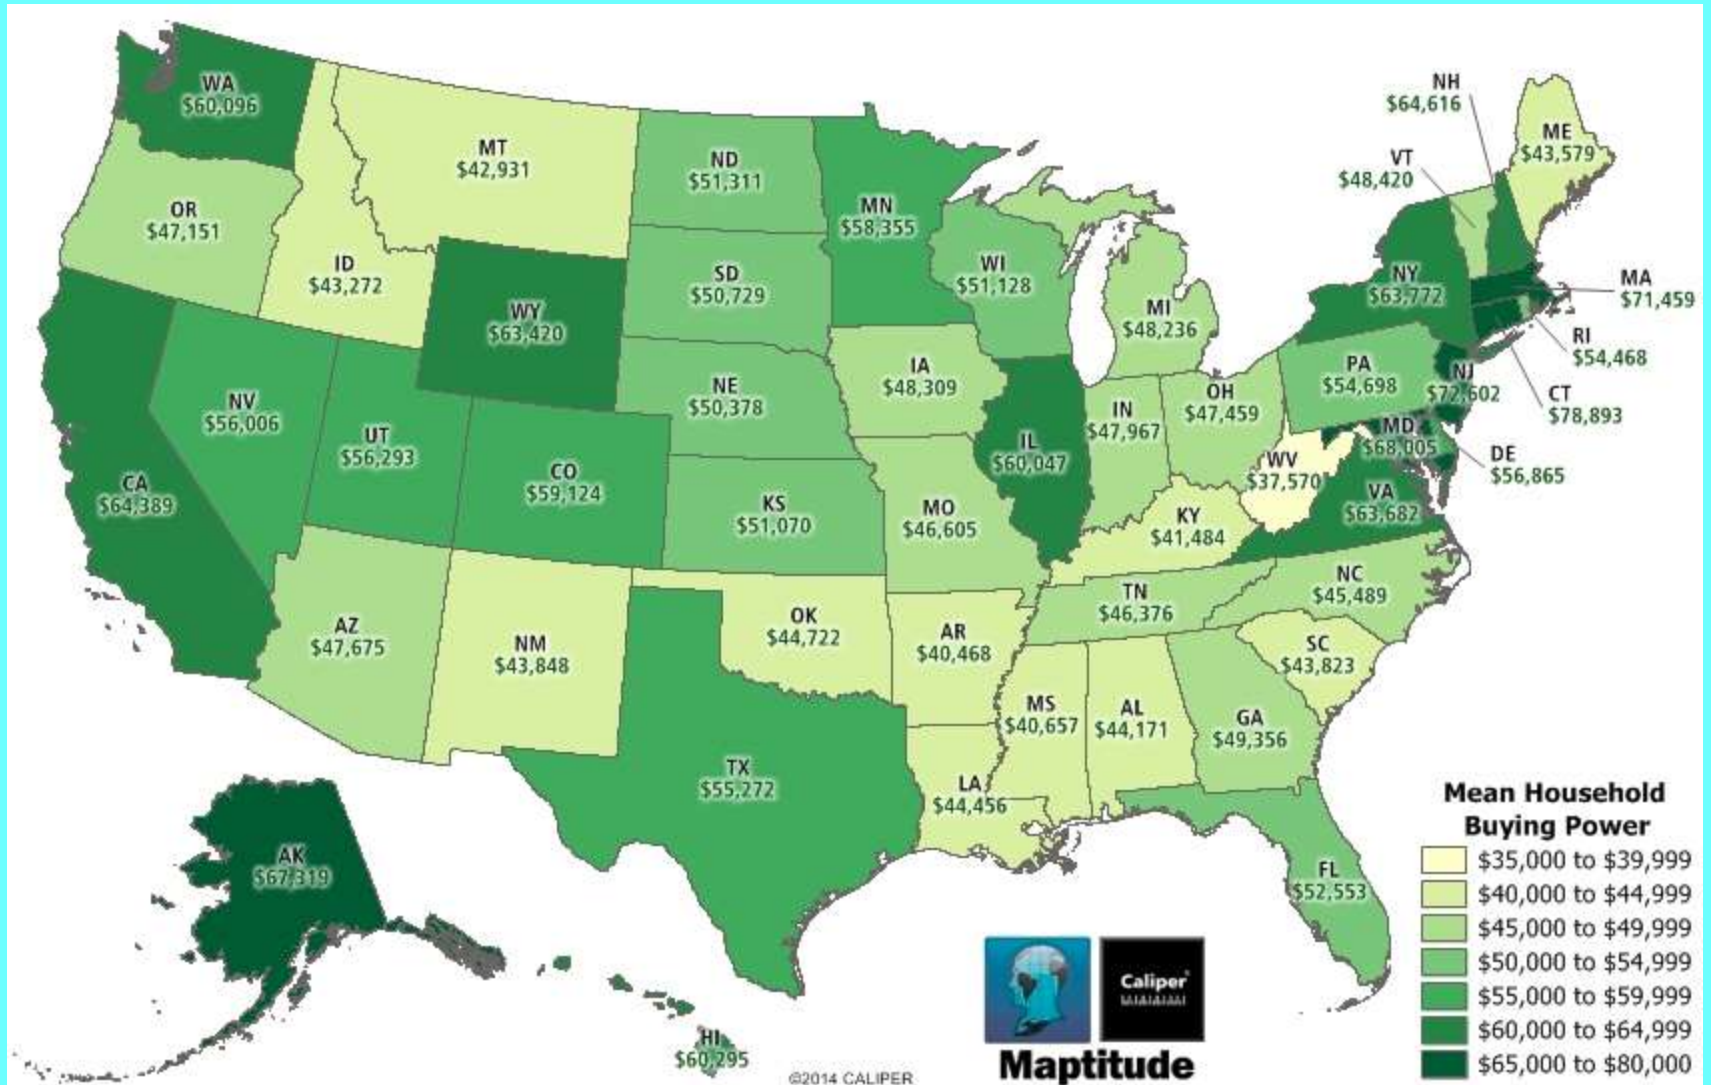 WA
$60,096
MT
$42,931
ND
$51,311
MN
$58,355
NH
$64,616
ME
$43,579
VT
$48,420
OR
$47,151
ID
$43,272
WY
$63,420
SD
$50,729
WI
$51,128
MI
$48,236
NY
$63,772
MA
$71,459
RI
$54,468
CT
$78,893
NJ
$72,602
PA
$54,698
MD
$68,005
DE
$56,865
NV
$56,006
UT
$56,293
CO
$59,124
NE
$50,378
IA
$48,309
IL
$60,047
IN
$47,967
OH
$47,459
WV
$37,570
VA
$63,682
CA
$64,389
KS
$51,070
MO
$46,605
KY
$41,484
AZ
$47,675
NM
$43,848
OK
$44,722
AR
$40,468
TN
$46,376
NC
$45,489
SC
$43,823
MS
$40,657
AL
$44,171
GA
$49,356
TX
$55,272
LA
$44,456
FL
$52,553
AK
$67,319
HI
$60,295
Mean Household
Buying Power
$35,000 to $39,999
$40,000 to $44,999
$45,000 to $49,999
$50,000 to $54,999
$55,000 to $59,999
$60,000 to $64,999
$65,000 to $80,000
Caliper
Maptitude
©2014 CALIPER